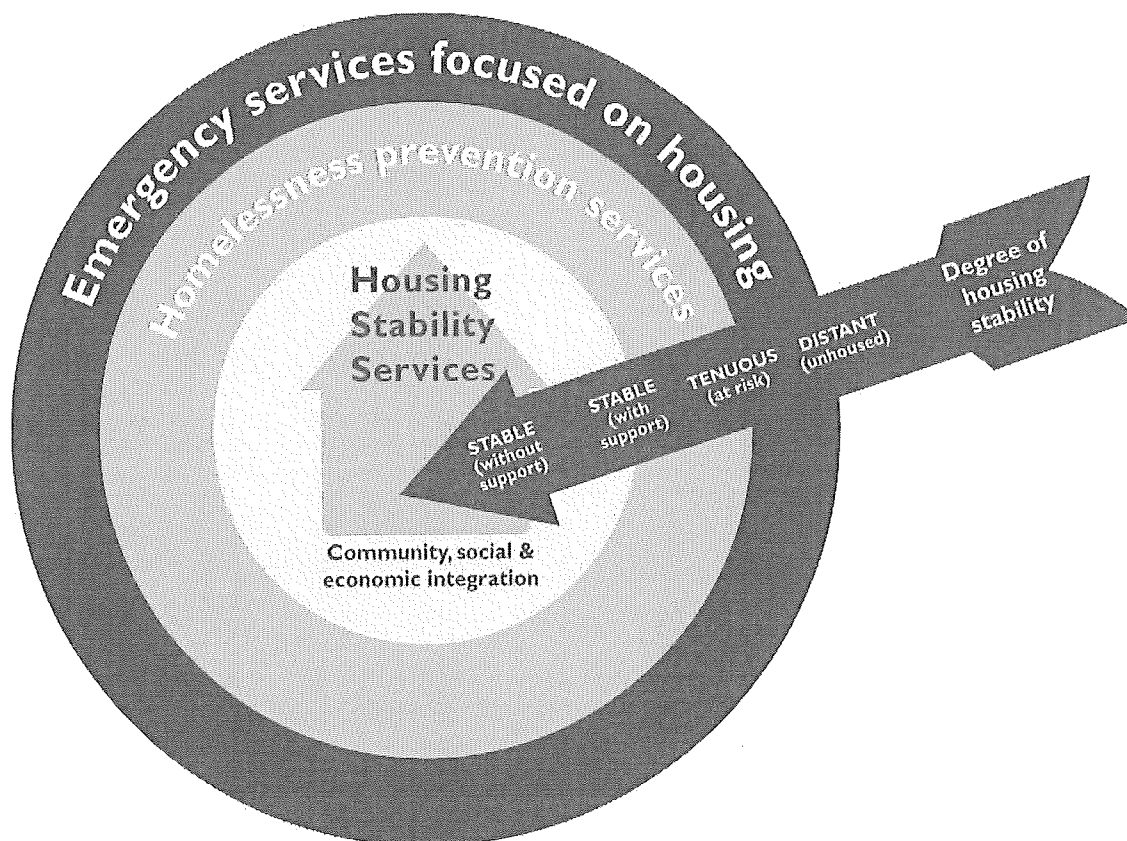 Emergency services focused on housing
Homelessness prevention services
Housing
Stability
Services
Community, social &
economic integration
STABLE
(without
support)
STABLE
(with
support)
TENUOUS
(at risk)
DISTANT
(unhoused)
Degree of
housing
stability